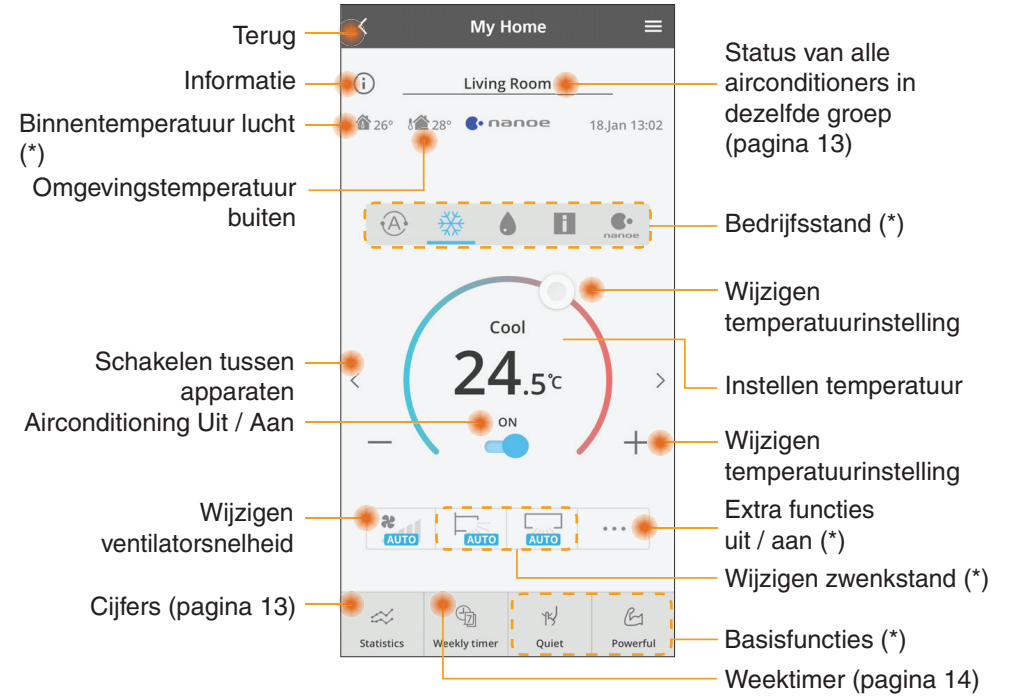 Terug
Informatie
Binnentemperatuur lucht
(*)
Omgevingstemperatuur
buiten
Schakelen tussen
apparaten
Airconditioning Uit / Aan
Wijzigen
ventilatorsnelheid
Cijfers (pagina 13)
My Home
Living Room
26° 28° nanoe 18.Jan 13:02
A
nanoe
Cool
24.5℃
ON
AUTO AUTO AUTO
7
Statistics Weekly timer Quiet Powerful
Status van alle
airconditioners in
dezelfde groep
(pagina 13)
Bedrijfsstand (*)
Wijzigen
temperatuurinstelling
Instellen temperatuur
Wijzigen
temperatuurinstelling
Extra functies
uit / aan (*)
Wijzigen zwenkstand (*)
Basisfuncties (*)
Weektimer (pagina 14)